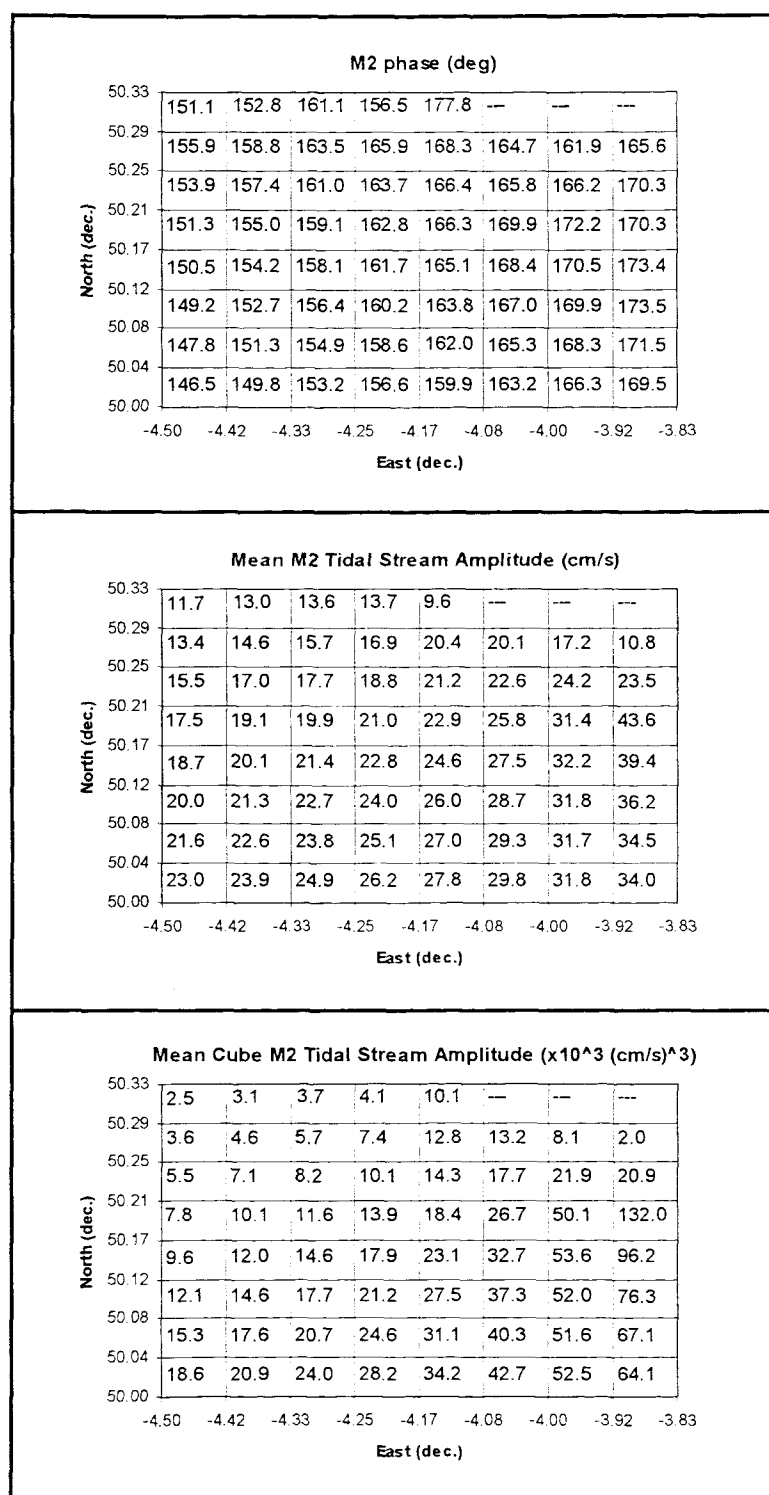 M2 phase (deg)
50.33
151.1 152.8 161.1 156.5 177.8 --- --- ---
50.29
155.9 158.8 163.5 165.9 168.3 164.7 161.9 165.6
50.25
153.9 157.4 161.0 163.7 166.4 165.8 166.2 170.3
50.21
151.3 155.0 159.1 162.8 166.3 169.9 172.2 170.3
50.17
150.5 154.2 158.1 161.7 165.1 168.4 170.5 173.4
50.12
149.2 152.7 156.4 160.2 163.8 167.0 169.9 173.5
50.08
147.8 151.3 154.9 158.6 162.0 165.3 168.3 171.5
50.04
146.5 149.8 153.2 156.6 159.9 163.2 166.3 169.5
50.00
North (dec.)
-4.50 -4.42 -4.33 -4.25 -4.17 -4.08 -4.00 -3.92 -3.83
East (dec.)
Mean M2 Tidal Stream Amplitude (cm/s)
50.33
11.7 13.0 13.6 13.7 9.6 --- --- ---
50.29
13.4 14.6 15.7 16.9 20.4 20.1 17.2 10.8
50.25
15.5 17.0 17.7 18.8 21.2 22.6 24.2 23.5
50.21
17.5 19.1 19.9 21.0 22.9 25.8 31.4 43.6
50.17
18.7 20.1 21.4 22.8 24.6 27.5 32.2 39.4
50.12
20.0 21.3 22.7 24.0 26.0 28.7 31.8 36.2
50.08
21.6 22.6 23.8 25.1 27.0 29.3 31.7 34.5
50.04
23.0 23.9 24.9 26.2 27.8 29.8 31.8 34.0
50.00
North (dec.)
-4.50 -4.42 -4.33 -4.25 -4.17 -4.08 -4.00 -3.92 -3.83
East (dec.)
Mean Cube M2 Tidal Stream Amplitude (x10^3 (cm/s)^3)
50.33
2.5 3.1 3.7 4.1 10.1 --- --- ---
50.29
3.6 4.6 5.7 7.4 12.8 13.2 8.1 2.0
50.25
5.5 7.1 8.2 10.1 14.3 17.7 21.9 20.9
50.21
7.8 10.1 11.6 13.9 18.4 26.7 50.1 132.0
50.17
9.6 12.0 14.6 17.9 23.1 32.7 53.6 96.2
50.12
12.1 14.6 17.7 21.2 27.5 37.3 52.0 76.3
50.08
15.3 17.6 20.7 24.6 31.1 40.3 51.6 67.1
50.04
18.6 20.9 24.0 28.2 34.2 42.7 52.5 64.1
50.00
North (dec.)
-4.50 -4.42 -4.33 -4.25 -4.17 -4.08 -4.00 -3.92 -3.83
East (dec.)